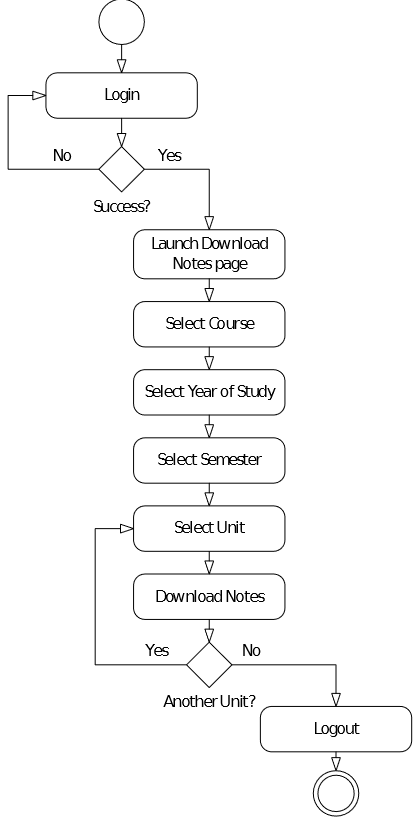 Login
No
Yes
Success?
Launch Download
Notes page
Select Course
Select Year of Study
Select Semester
Select Unit
Download Notes
Yes
No
Another Unit?
Logout